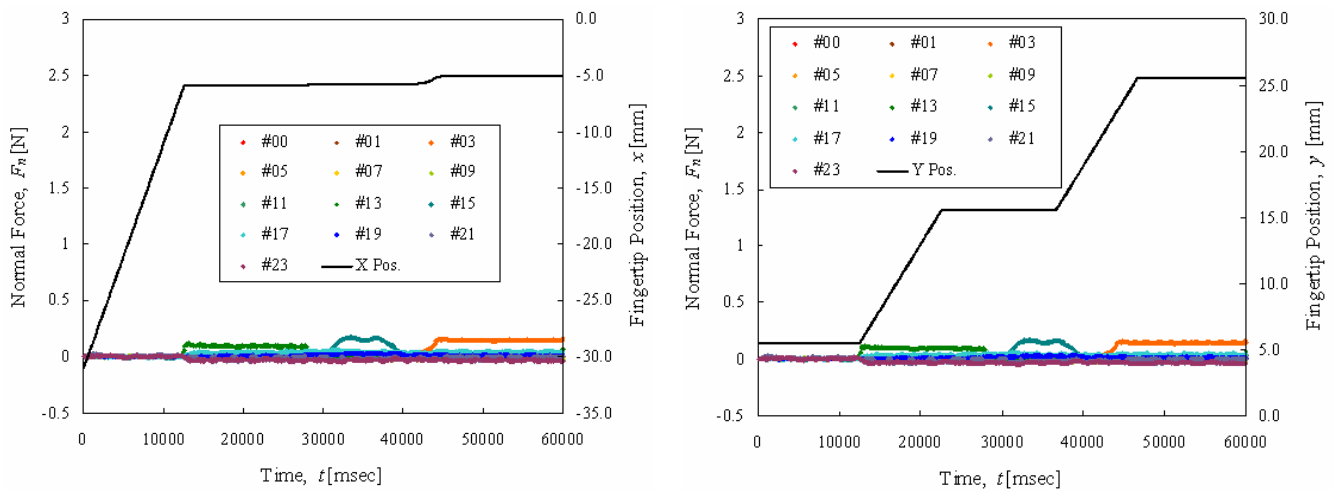 3
2.5
2
1.5
1
0.5
0
-0.5
Normal Force, Fn [N]
0.0
-5.0
-10.0
-15.0
-20.0
-25.0
-30.0
-35.0
Fingertip Position, x [mm]
#00 #01 #03
#05 #07 #09
#11 #13 #15
#17 #19 #21
#23 X Pos.
0 10000 20000 30000 40000 50000 60000
Time, t [msec]
3
2.5
2
1.5
1
0.5
0
-0.5
Normal Force, Fn [N]
30.0
25.0
20.0
15.0
10.0
5.0
0.0
Fingertip Position, y [mm]
#00 #01 #03
#05 #07 #09
#11 #13 #15
#17 #19 #21
#23 Y Pos.
0 10000 20000 30000 40000 50000 60000
Time, t [msec]